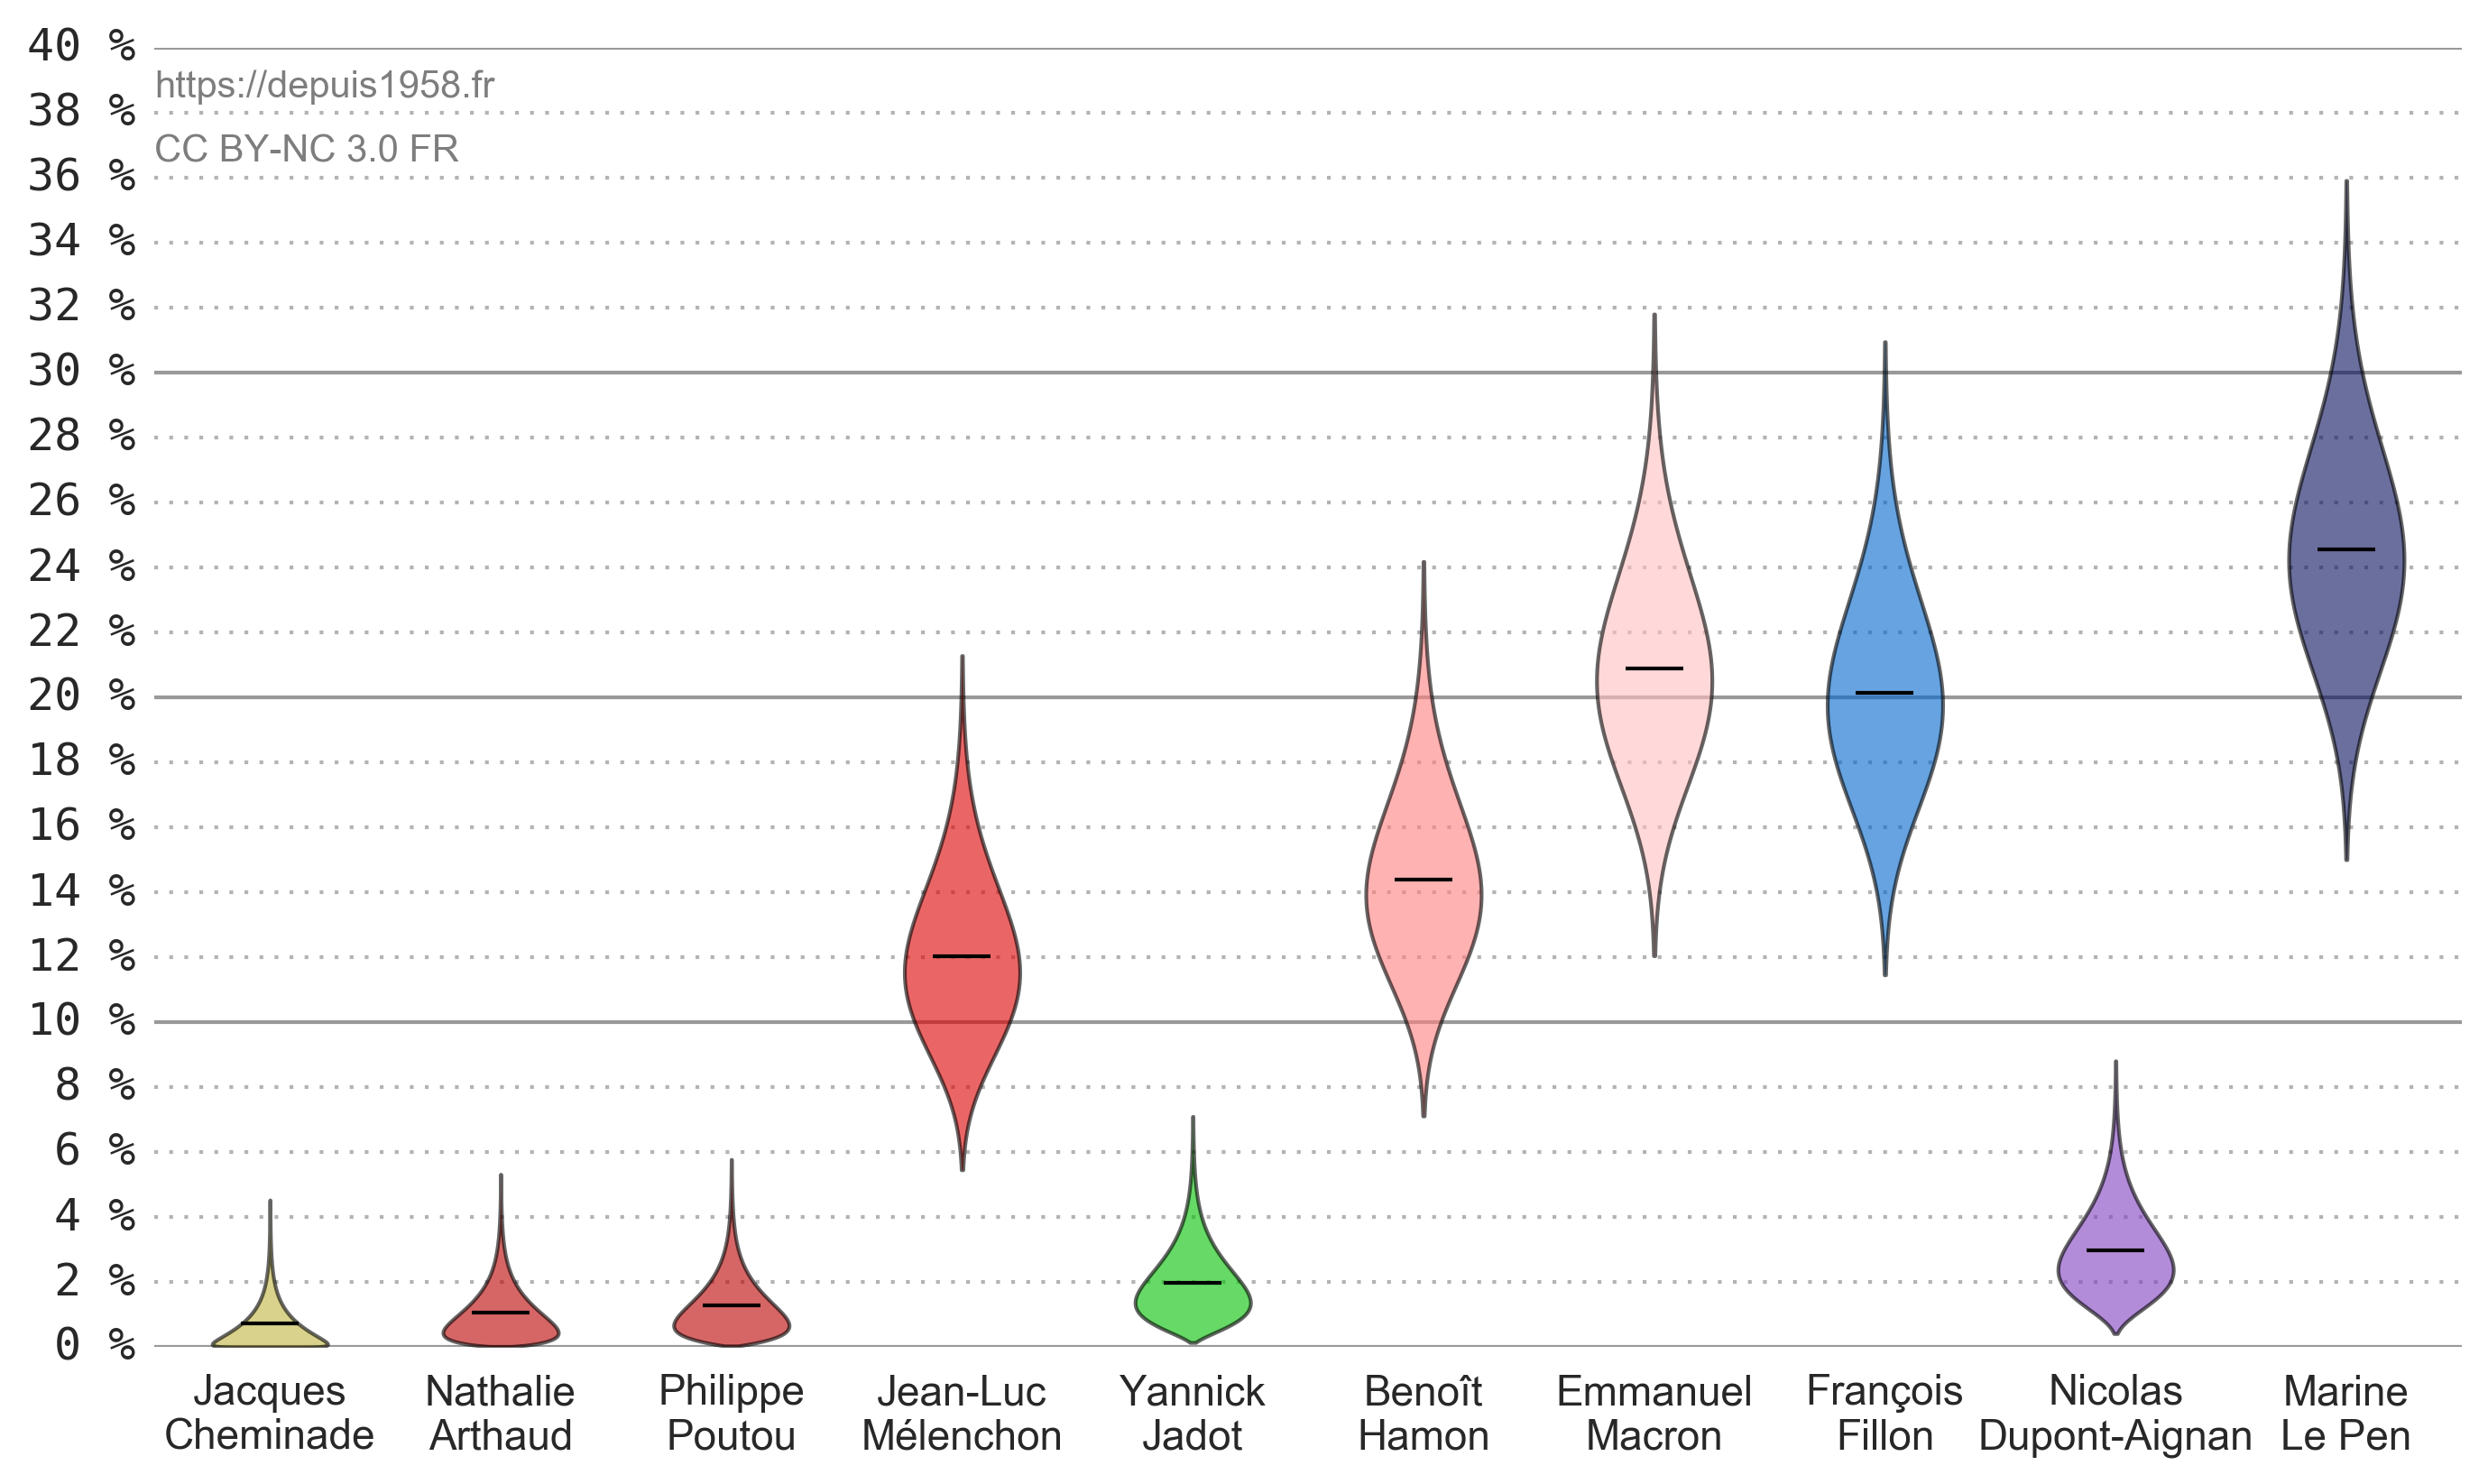 40 %
https://depuis1958.fr
38 %
CC BY-NC 3.0 FR
36 %
34 %
32 %
30 %
28 %
26 %
24 %
22 %
20 %
18 %
16 %
14 %
12 %
10 %
8 %
6 %
4 %
2 %
0 %
Jacques
Cheminade
Nathalie
Arthaud
Philippe
Poutou
Jean-Luc
Mélenchon
Yannick
Jadot
Benoît
Hamon
Emmanuel
Macron
François
Fillon
Nicolas
Dupont-Aignan
Marine
Le Pen